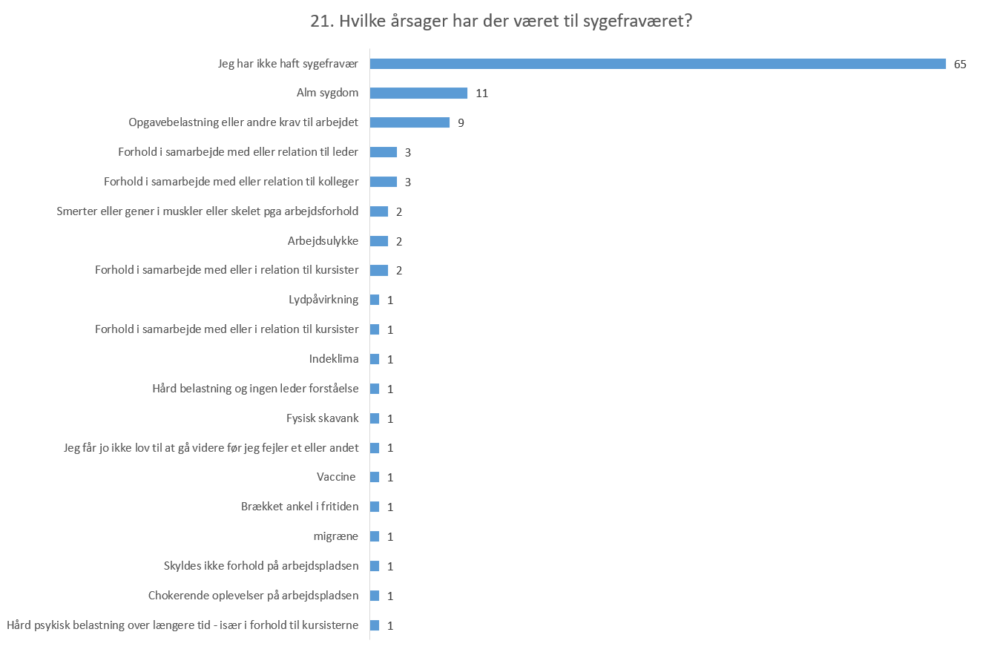 21. Hvilke årsager har der været til sygefraværet?
Jeg har ikke haft sygefravær 65
Alm sygdom 11
Opgavebelastning eller andre krav til arbejdet 9
Forhold i samarbejde med eller relation til leder 3
Forhold i samarbejde med eller relation til kolleger 3
Smerter eller gener i muskler eller skelet pga arbejdsforhold 2
Arbejdsulykke 2
Forhold i samarbejde med eller i relation til kursister 2
Lydpåvirkning 1
Forhold i samarbejde med eller i relation til kursister 1
Indeklima 1
Hård belastning og ingen leder forståelse 1
Fysisk skavank 1
Jeg får jo ikke lov til at gå videre før jeg fejler et eller andet 1
Vaccine 1
Brækket ankel i fritiden 1
migræne 1
Skyldes ikke forhold på arbejdspladsen 1
Chokerende oplevelser på arbejdspladsen 1
Hård psykisk belastning over længere tid - især i forhold til kursisterne 1